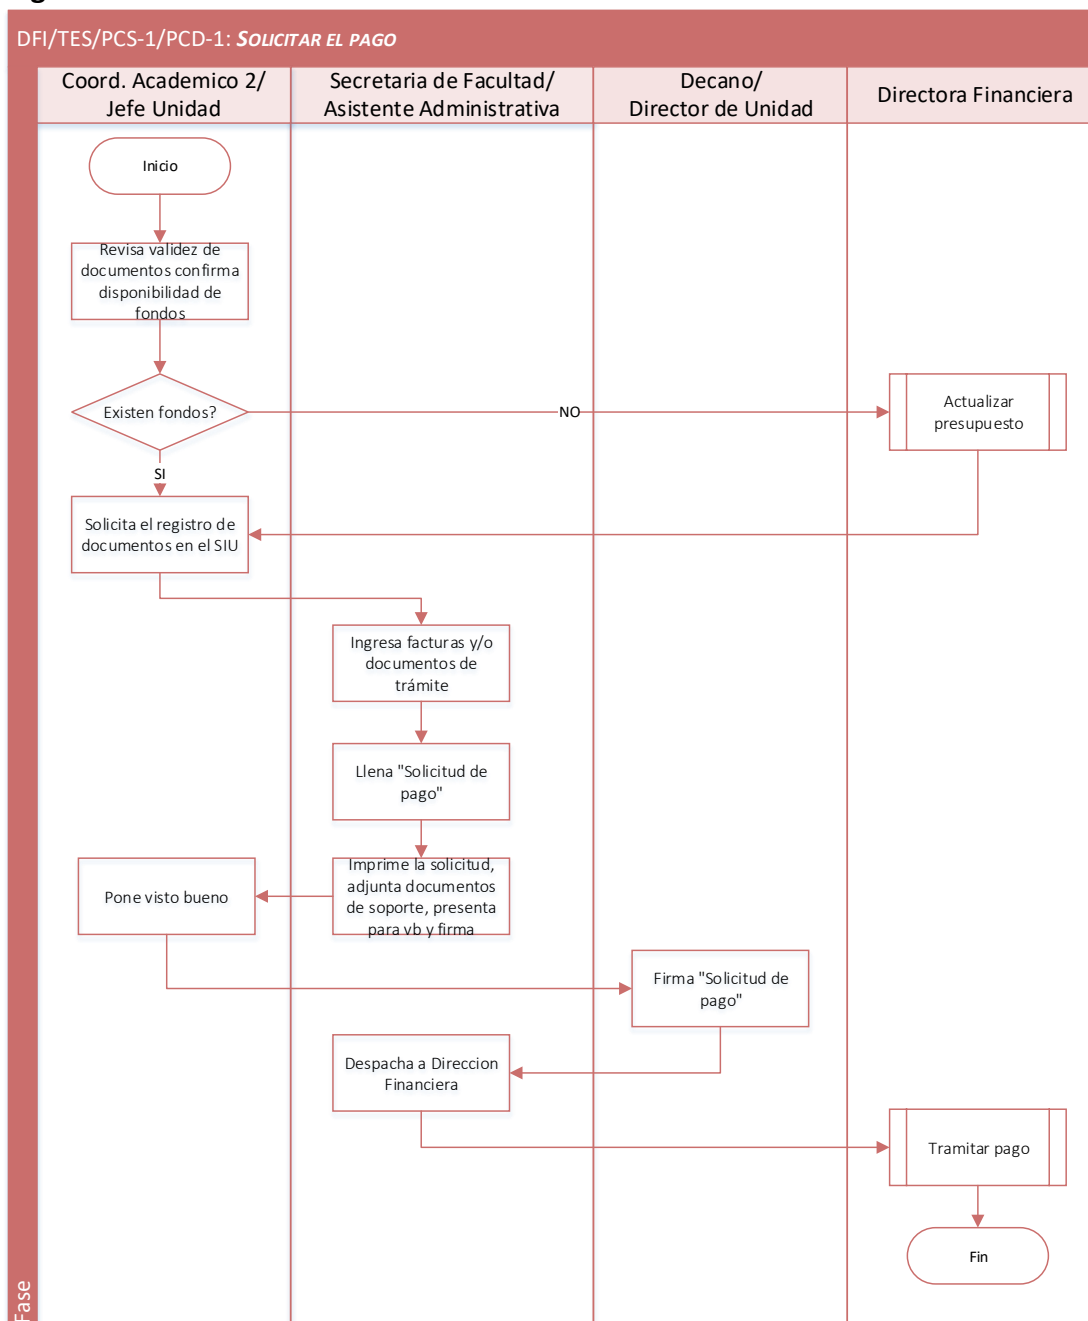 DFI/TES/PCS-1/PCD-1: SOLICITAR EL PAGO
Coord. Academico 2/
Jefe Unidad
Secretaria de Facultad/
Asistente Administrativa
Decano/
Director de Unidad
Directora Financiera
Inicio
Revisa validez de
documentos confirma
disponibilidad de
fondos
Existen fondos?
NO
Actualizar
presupuesto
SI
Solicita el registro de
documentos en el SIU
Ingresa facturas y/o
documentos de
trámite
Llena "Solicitud de
pago"
Imprime la solicitud,
adjunta documentos
de soporte, presenta
para vb y firma
Pone visto bueno
Firma "Solicitud de
pago"
Despacha a Direccion
Financiera
Tramitar pago
Fin
Fase